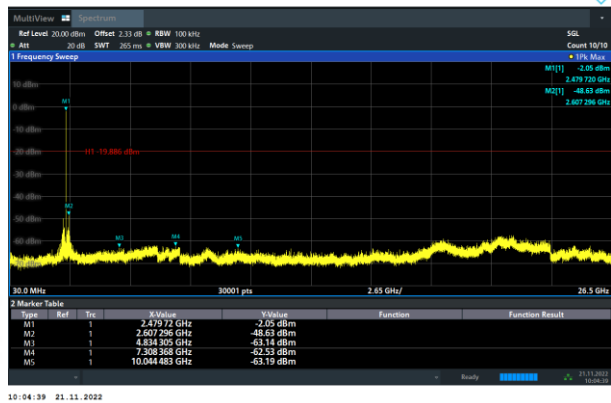 MultiView Spectrum
Ref Level 20.00 dBm Offset 2.33 dB RBW 100 kHz SGL
Att 20 dB SWT 265 ms VBW 300 kHz Mode Sweep Count 10/10
1 Frequency Sweep 1Pk Max
M1[1] -2.05 dBm
2.479 720 GHz
M2[1] -48.63 dBm
2.607 296 GHz
10 dBm
M1
0 dBm
-10 dBm
-20 dBm H1 -19.886 dBm
-30 dBm
-40 dBm
M2
-50 dBm
M3 M4 M5
-60 dBm
30.0 MHz 30001 pts 2.65 GHz/ 26.5 GHz
2 Marker Table
Type Ref Trc X-Value Y-Value Function Function Result
M1 1 2.479 72 GHz -2.05 dBm
M2 1 2.607 296 GHz -48.63 dBm
M3 1 4.834 305 GHz -63.14 dBm
M4 1 7.308 368 GHz -62.53 dBm
M5 1 10.044 483 GHz -63.19 dBm
Ready 21.11.2022
10:04:39
10:04:39 21.11.2022